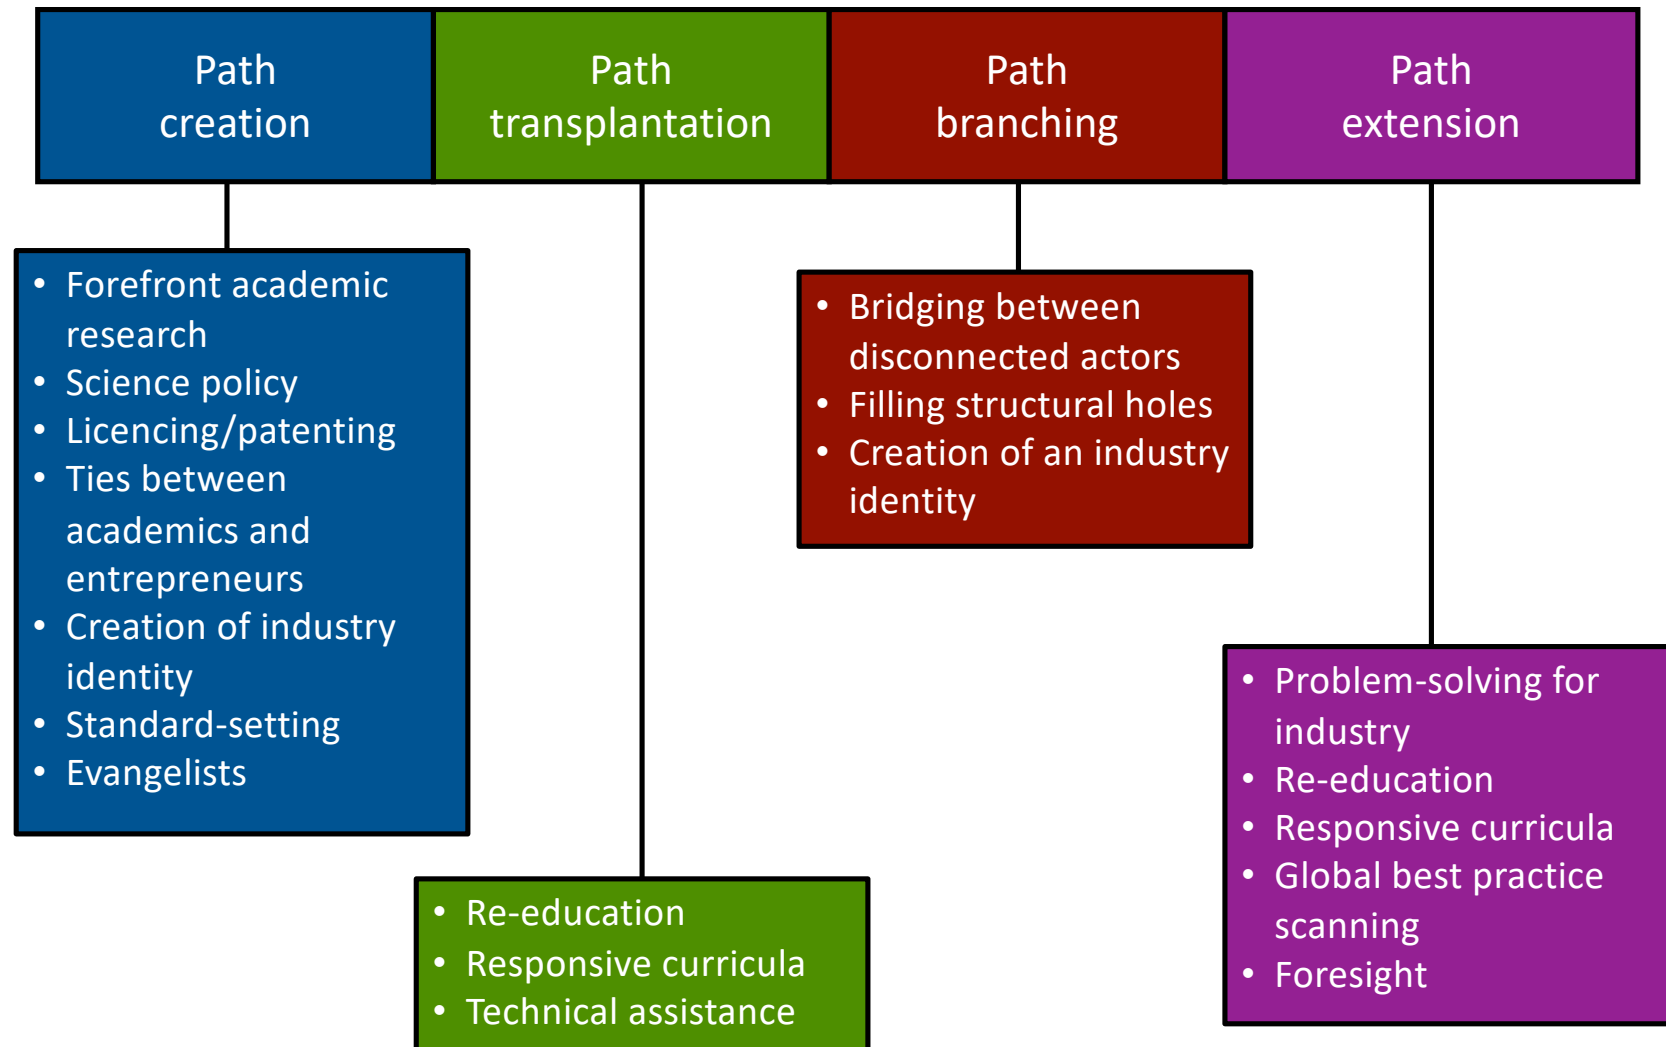 Path
creation
Path
transplantation
Path
branching
Path
extension
• Forefront academic
research
• Science policy
• Licencing/patenting
• Ties between
academics and
entrepreneurs
• Creation of industry
identity
• Standard-setting
• Evangelists
• Re-education
• Responsive curricula
• Technical assistance
• Bridging between
disconnected actors
• Filling structural holes
• Creation of an industry
identity
• Problem-solving for
industry
• Re-education
• Responsive curricula
• Global best practice
scanning
• Foresight